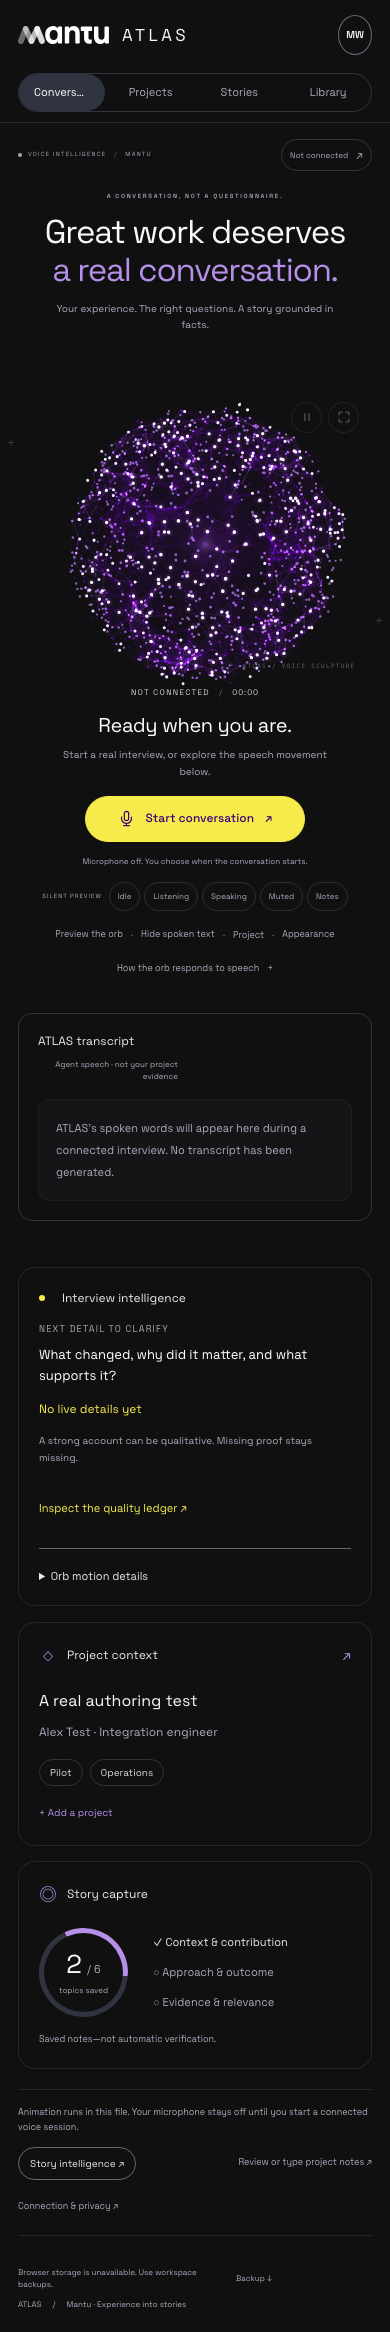 mantu ATLAS
MW
Convers... Projects Stories Library
VOICE INTELLIGENCE / MANTU
Not connected ↗
A CONVERSATION, NOT A QUESTIONNAIRE.
Great work deserves
a real conversation.
Your experience. The right questions. A story grounded in
facts.
/ VOICE SCULPTURE
NOT CONNECTED / 00:00
Ready when you are.
Start a real interview, or explore the speech movement
below.
Start conversation ↗
Microphone off. You choose when the conversation starts.
SILENT PREVIEW Idle Listening Speaking Muted Notes
Preview the orb · Hide spoken text · Project · Appearance
How the orb responds to speech +
ATLAS transcript
Agent speech · not your project
evidence
ATLAS's spoken words will appear here during a
connected interview. No transcript has been
generated.
Interview intelligence
NEXT DETAIL TO CLARIFY
What changed, why did it matter, and what
supports it?
No live details yet
A strong account can be qualitative. Missing proof stays
missing.
Inspect the quality ledger ↗
▶ Orb motion details
◇ Project context ↗
A real authoring test
Alex Test · Integration engineer
Pilot Operations
+ Add a project
Story capture
2 / 6
topics saved
✓ Context & contribution
○ Approach & outcome
○ Evidence & relevance
Saved notes—not automatic verification.
Animation runs in this file. Your microphone stays off until you start a connected
voice session.
Story intelligence ↗
Review or type project notes ↗
Connection & privacy ↗
Browser storage is unavailable. Use workspace
backups.
Backup ↓
ATLAS / Mantu · Experience into stories